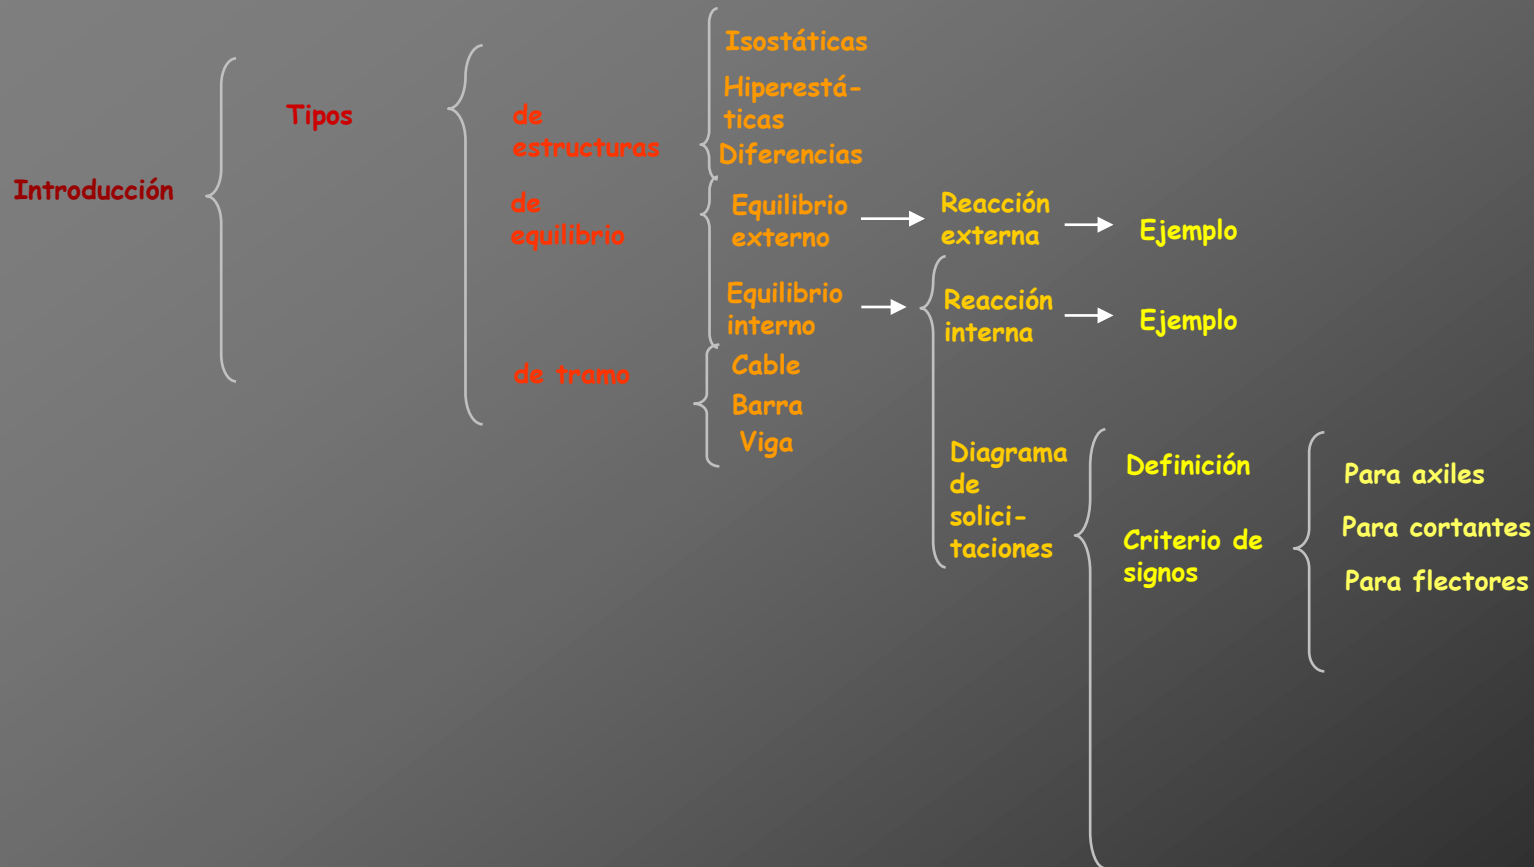 Introducción
Tipos
de
estructuras
Isostáticas
Hiperestá-
ticas
Diferencias
de
equilibrio
Equilibrio
externo
Reacción
externa
Ejemplo
Equilibrio
interno
Reacción
interna
Ejemplo
Diagrama
de
solici-
taciones
Definición
Criterio de
signos
Para axiles
Para cortantes
Para flectores
de tramo
Cable
Barra
Viga